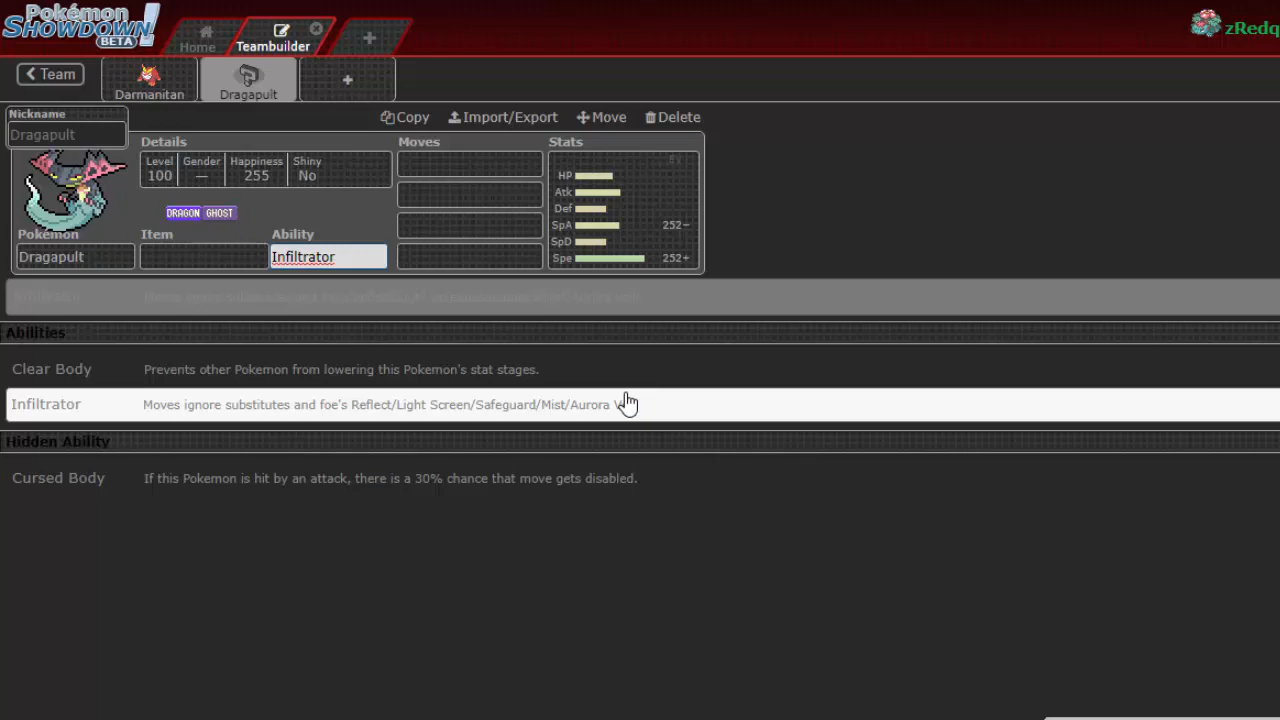 Pokémon
SHOWDOWN!
BETA
Home
Teambuilder
zRedq
Team
Darmanitan
Dragapult
Nickname
Dragapult
Copy
Import/Export
Move
Delete
Details
Level
Gender
Happiness
Shiny
100
—
255
No
DRAGON GHOST
Pokémon
Dragapult
Item
Ability
Infiltrator
Moves
Stats
EV
HP
Atk
Def
SpA 252−
SpD
Spe 252+
Infiltrator
Abilities
Clear Body Prevents other Pokemon from lowering this Pokemon's stat stages.
Infiltrator Moves ignore substitutes and foe's Reflect/Light Screen/Safeguard/Mist/Aurora
Hidden Ability
Cursed Body If this Pokemon is hit by an attack, there is a 30% chance that move gets disabled.